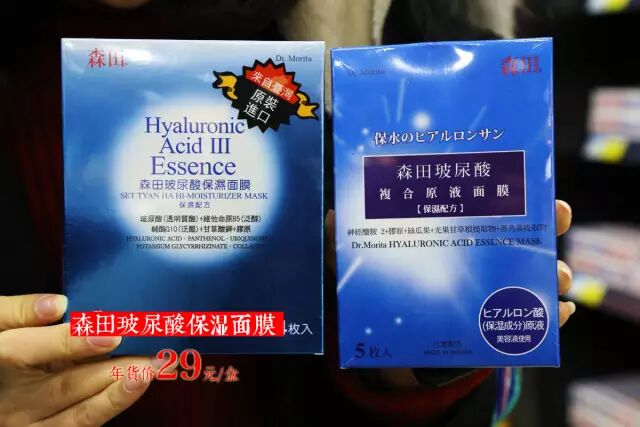 森田
Dr. Morita
來自臺灣
原裝
進口
Hyaluronic
Acid III
Essence
森田玻尿酸保濕面膜
SET TYAN HA HI-MOISTURIZER MASK
保濕配方
玻尿酸(透明質酸)+維他命原B5(泛醇)
輔酶Q10(泛醌)+甘草酸鉀+膠原
HYALURONIC ACID・PANTHENOL・UBIQUINONE
POTASSIUM GLYCYRRHIZINATE・COLLAGEN
4枚入
森田玻尿酸保湿面膜
年货价29元/盒
Dr. Morita
森田
保水のヒアルロンサン
森田玻尿酸
複合原液面膜
【保濕配方】
Dr.Morita HYALURONIC ACID ESSENCE MASK
ヒアルロン酸
(保湿成分)原液
美容液使用
5枚入
MADE IN TAIWAN